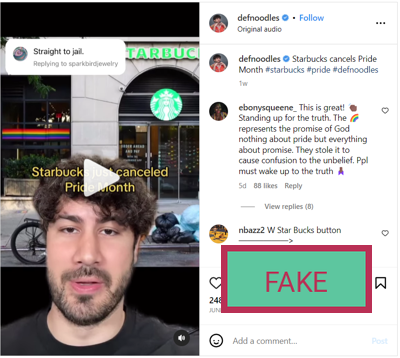 Straight to jail.
Replying to sparkbirdjewelry
STARBUCKS
Starbucks just canceled
Pride Month
defnoodles • Follow
Original audio
defnoodles Starbucks cancels Pride
Month #starbucks #pride #defnoodles
1w
ebonysqueene_ This is great! 👏🏾
Standing up for the truth. The 🌈
represents the promise of God
nothing about pride but everything
about promise. They stole it to
cause confusion to the unbelief. Ppl
must wake up to the truth 🧘🏾‍♀️
5d 88 likes Reply
View replies (8)
nbazz2 W Star Bucks button
———————>
248
FAKE
Add a comment...
Post